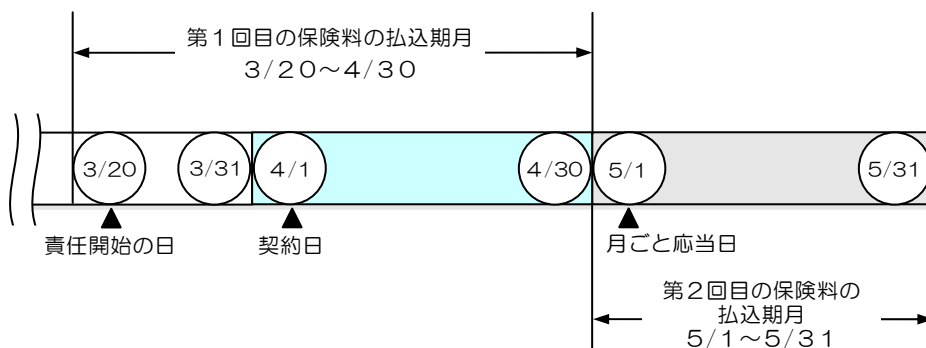 第1回目の保険料の払込期月
3/20～4/30
3/20
3/31
4/1
4/30
5/1
5/31
責任開始の日
契約日
月ごと応当日
第2回目の保険料の
払込期月
5/1～5/31